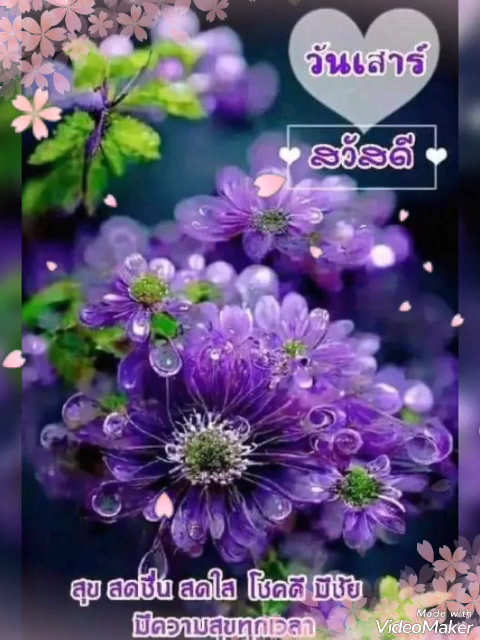 วันเสาร์
สวัสดี
สุข สดชื่น สดใส โชคดี มีชัย
มีความสุขทุกเวลา
Made with
VideoMaker